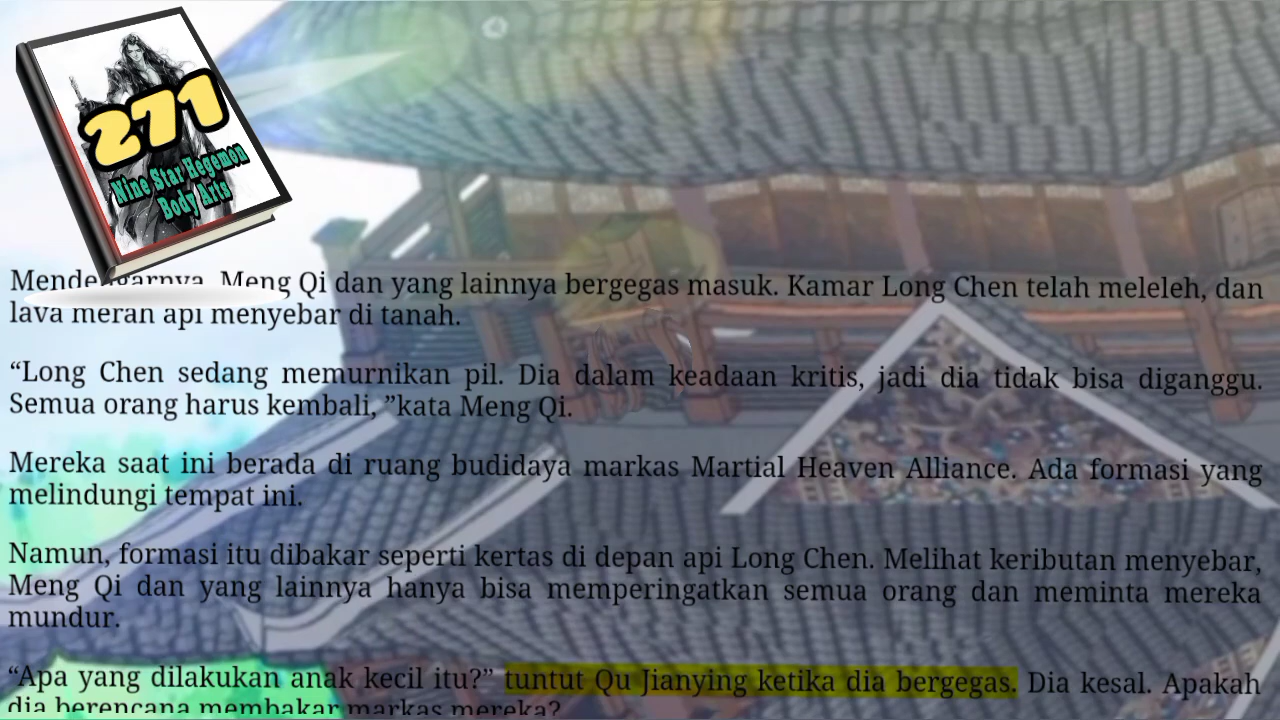 271
Nine Star Hegemon
Body Arts
Mendengarnya, Meng Qi dan yang lainnya bergegas masuk. Kamar Long Chen telah meleleh, dan
lava merah api menyebar di tanah.
“Long Chen sedang memurnikan pil. Dia dalam keadaan kritis, jadi dia tidak bisa diganggu.
Semua orang harus kembali, ”kata Meng Qi.
Mereka saat ini berada di ruang budidaya markas Martial Heaven Alliance. Ada formasi yang
melindungi tempat ini.
Namun, formasi itu dibakar seperti kertas di depan api Long Chen. Melihat keributan menyebar,
Meng Qi dan yang lainnya hanya bisa memperingatkan semua orang dan meminta mereka
mundur.
“Apa yang dilakukan anak kecil itu?” tuntut Qu Jianying ketika dia bergegas. Dia kesal. Apakah
dia berencana membakar markas mereka?